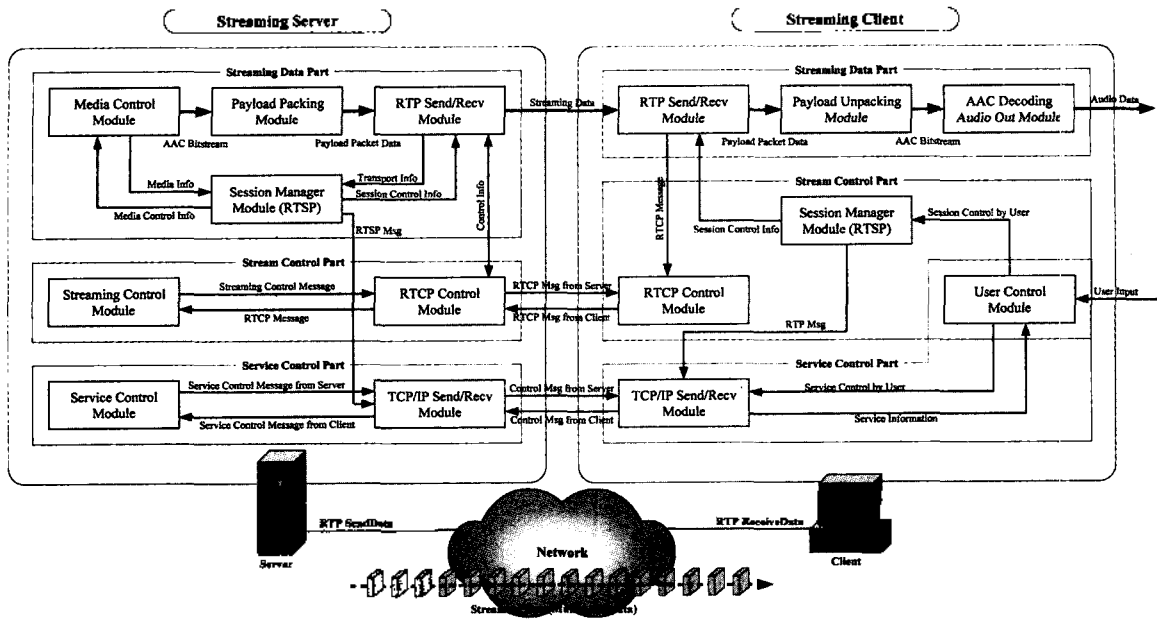 Streaming Server
Streaming Client
Streaming Data Part
Media Control
Module
Payload Packing
Module
RTP Send/Recv
Module
AAC Bitstream
Payload Packet Data
Streaming Data
Transport Info
Session Control Info
Media Info
Media Control Info
Session Manager
Module (RTSP)
RTSP Msg
Control Info
Stream Control Part
Streaming Control
Module
Streaming Control Message
RTCP Message
RTCP Control
Module
RTCP Msg from Server
RTCP Msg from Client
Service Control Part
Service Control
Module
Service Control Message from Server
Service Control Message from Client
TCP/IP Send/Recv
Module
Control Msg from Server
Control Msg from Client
Streaming Data Part
RTP Send/Recv
Module
Payload Unpacking
Module
AAC Decoding
Audio Out Module
Audio Data
Payload Packet Data
AAC Bitstream
Stream Control Part
RTCP Message
Session Control Info
Session Manager
Module (RTSP)
Session Control by User
RTCP Control
Module
RTP Msg
User Control
Module
User Input
Service Control Part
TCP/IP Send/Recv
Module
Service Control by User
Service Information
RTP SendData
RTP ReceiveData
Network
Server
Client